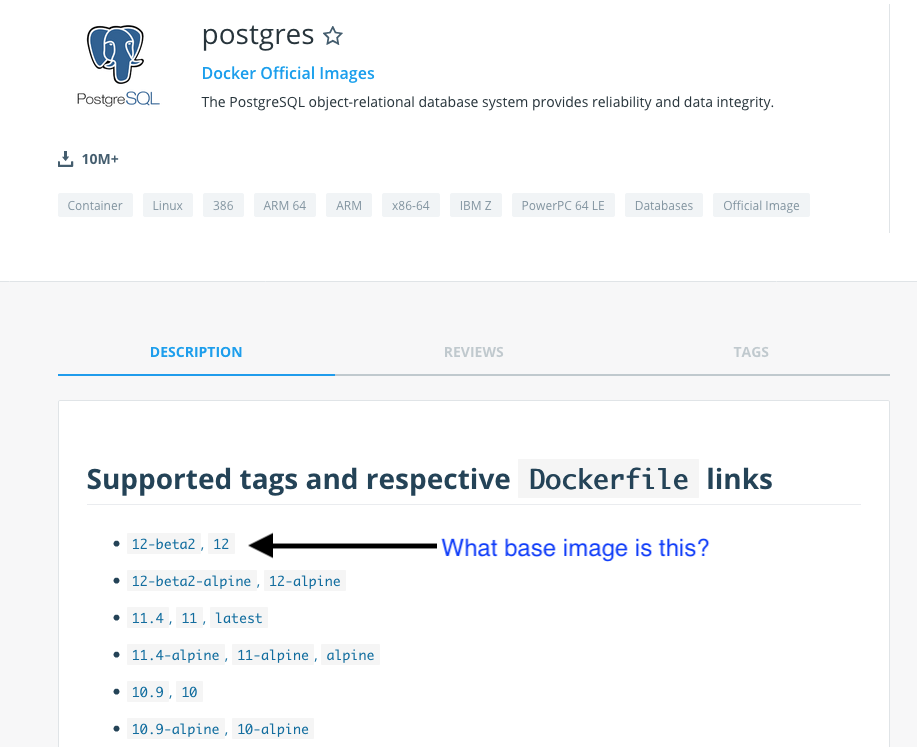 postgres
Docker Official Images
PostgreSQL
The PostgreSQL object-relational database system provides reliability and data integrity.
10M+
Container Linux 386 ARM 64 ARM x86-64 IBM Z PowerPC 64 LE Databases Official Image
DESCRIPTION REVIEWS TAGS
Supported tags and respective Dockerfile links
12-beta2, 12 What base image is this?
12-beta2-alpine, 12-alpine
11.4, 11, latest
11.4-alpine, 11-alpine, alpine
10.9, 10
10.9-alpine, 10-alpine